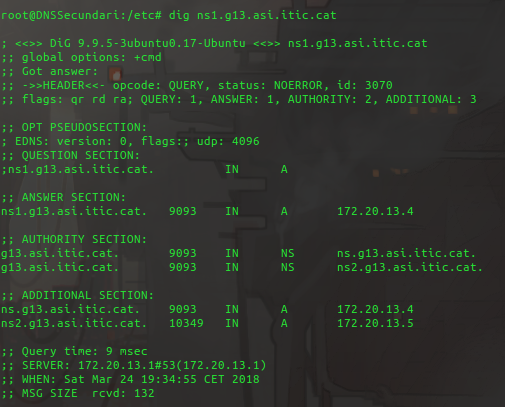 root@DNSSecundari:/etc# dig ns1.g13.asi.itic.cat
; <<>> DiG 9.9.5-3ubuntu0.17-Ubuntu <<>> ns1.g13.asi.itic.cat
;; global options: +cmd
;; Got answer:
;; ->>HEADER<<- opcode: QUERY, status: NOERROR, id: 3070
;; flags: qr rd ra; QUERY: 1, ANSWER: 1, AUTHORITY: 2, ADDITIONAL: 3
;; OPT PSEUDOSECTION:
; EDNS: version: 0, flags:; udp: 4096
;; QUESTION SECTION:
;ns1.g13.asi.itic.cat. IN A
;; ANSWER SECTION:
ns1.g13.asi.itic.cat. 9093 IN A 172.20.13.4
;; AUTHORITY SECTION:
g13.asi.itic.cat. 9093 IN NS ns.g13.asi.itic.cat.
g13.asi.itic.cat. 9093 IN NS ns2.g13.asi.itic.cat.
;; ADDITIONAL SECTION:
ns.g13.asi.itic.cat. 9093 IN A 172.20.13.4
ns2.g13.asi.itic.cat. 10349 IN A 172.20.13.5
;; Query time: 9 msec
;; SERVER: 172.20.13.1#53(172.20.13.1)
;; WHEN: Sat Mar 24 19:34:55 CET 2018
;; MSG SIZE rcvd: 132